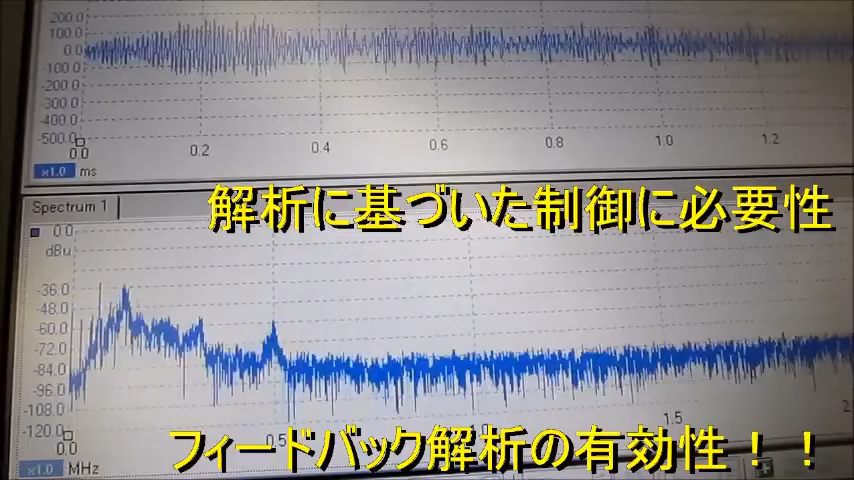 200.0
100.0
0.0
-100.0
-200.0
-300.0
-400.0
-500.0
0.0 0.2 0.4 0.6 0.8 1.0 1.2
×1.0 ms
解析に基づいた制御に必要性
Spectrum 1
0.0
dBu
-36.0
-48.0
-60.0
-72.0
-84.0
-96.0
-108.0
-120.0
0.0 0.5 1.5
×1.0 MHz
フィードバック解析の有効性！！